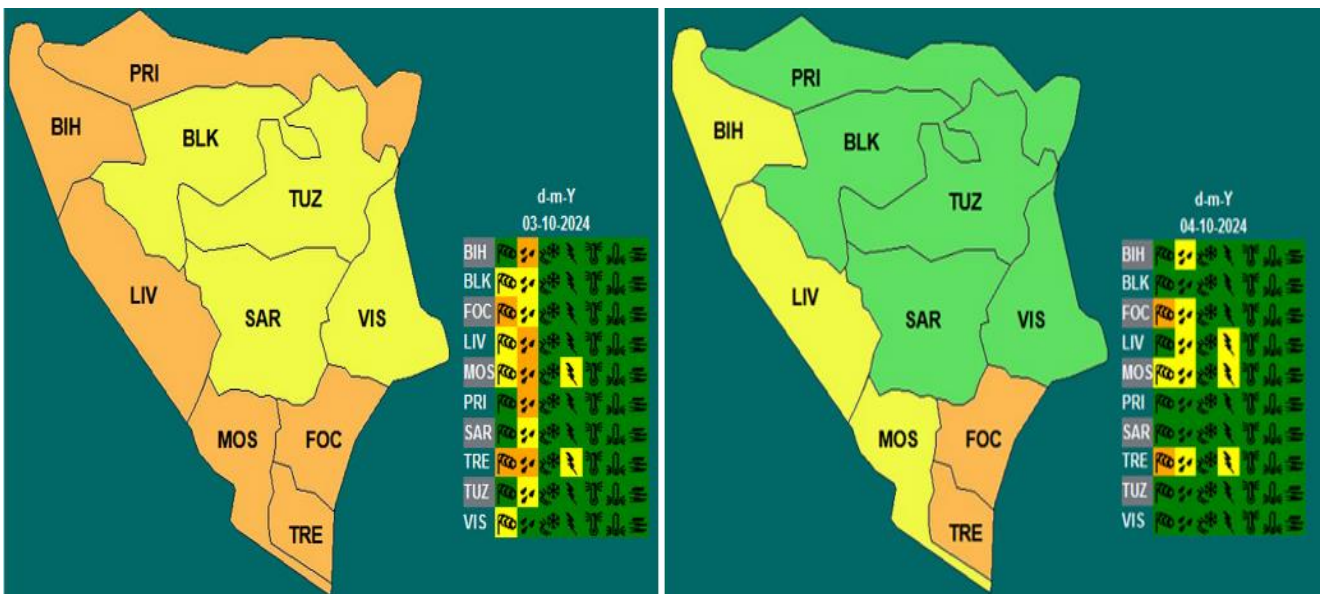 PRI
BIH
BLK
TUZ
LIV
SAR
VIS
MOS
FOC
TRE
d-m-Y
03-10-2024
BIH
BLK
FOC
LIV
MOS
PRI
SAR
TRE
TUZ
VIS
PRI
BIH
BLK
TUZ
LIV
SAR
VIS
MOS
FOC
TRE
d-m-Y
04-10-2024
BIH
BLK
FOC
LIV
MOS
PRI
SAR
TRE
TUZ
VIS